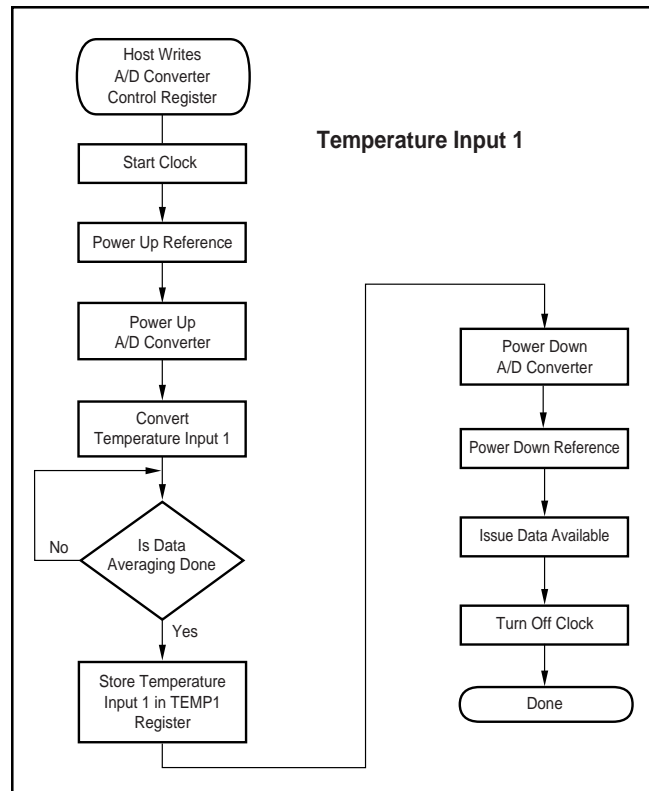 Host Writes
A/D Converter
Control Register
Temperature Input 1
Start Clock
Power Up Reference
Power Up
A/D Converter
Convert
Temperature Input 1
No
Is Data
Averaging Done
Yes
Store Temperature
Input 1 in TEMP1
Register
Power Down
A/D Converter
Power Down Reference
Issue Data Available
Turn Off Clock
Done